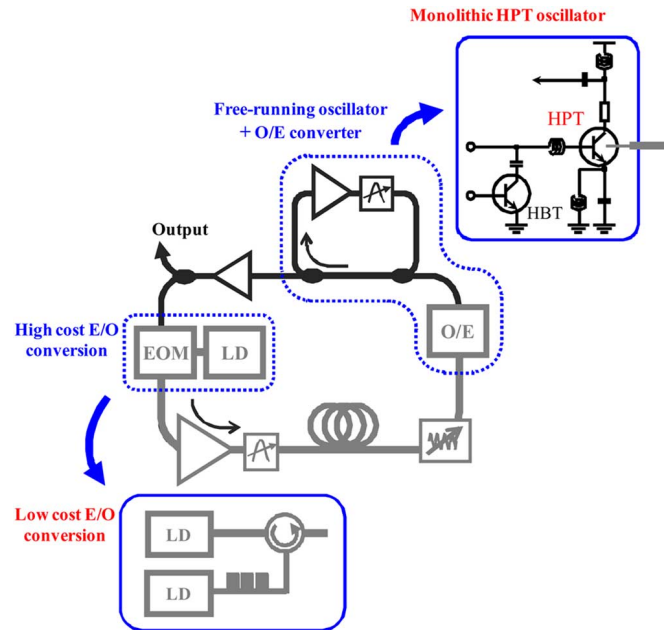 Monolithic HPT oscillator
HPT
HBT
Free-running oscillator
+ O/E converter
Output
O/E
High cost E/O
conversion
EOM
LD
Low cost E/O
conversion
LD
LD